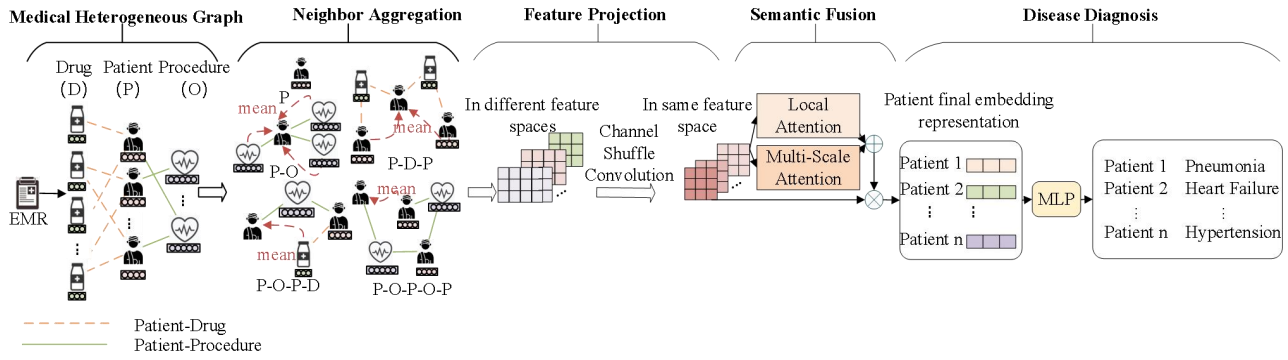 Medical Heterogeneous Graph
Neighbor Aggregation
Feature Projection
Semantic Fusion
Disease Diagnosis
Drug
(D)
Patient
(P)
Procedure
(O)
EMR
mean
P
P-O
mean
P-D-P
mean
P-O-P-D
mean
P-O-P-O-P
In different feature
spaces
Channel
Shuffle
Convolution
In same feature
space
Local
Attention
Multi-Scale
Attention
Patient final embedding
representation
Patient 1
Patient 2
Patient n
MLP
Patient 1 Pneumonia
Patient 2 Heart Failure
Patient n Hypertension
Patient-Drug
Patient-Procedure